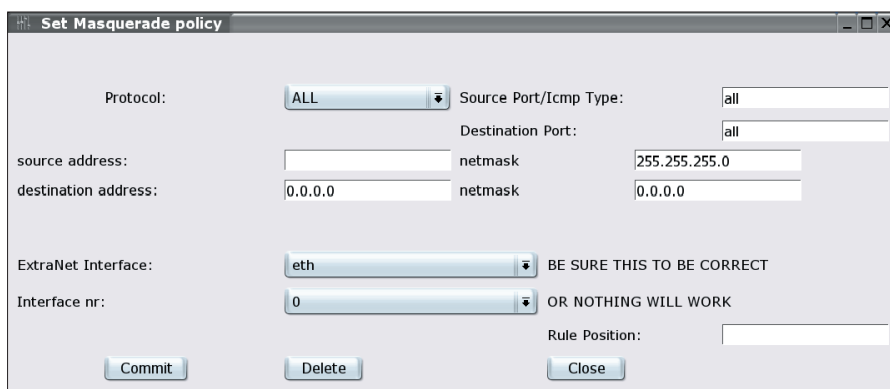 Set Masquerade policy
Protocol: ALL Source Port/Icmp Type: all
Destination Port: all
source address: netmask 255.255.255.0
destination address: 0.0.0.0 netmask 0.0.0.0
ExtraNet Interface: eth BE SURE THIS TO BE CORRECT
Interface nr: 0 OR NOTHING WILL WORK
Rule Position:
Commit Delete Close